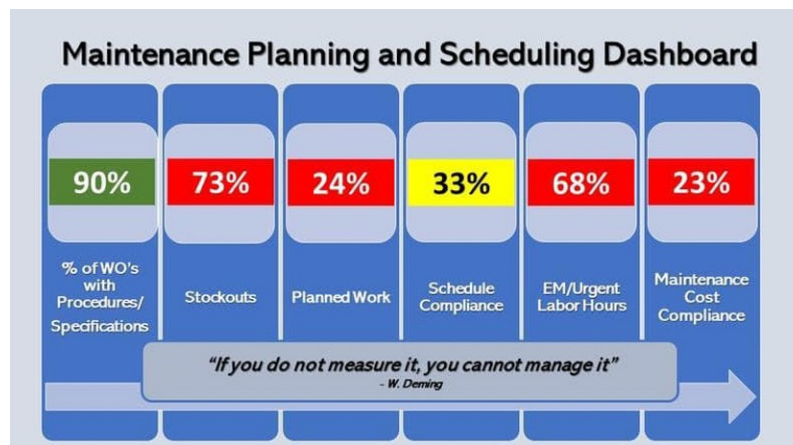 Maintenance Planning and Scheduling Dashboard
90%
73%
24%
33%
68%
23%
% of WO's
with
Procedures/
Specifications
Stockouts
Planned Work
Schedule
Compliance
EM/Urgent
Labor Hours
Maintenance
Cost
Compliance
"If you do not measure it, you cannot manage it"
- W. Deming